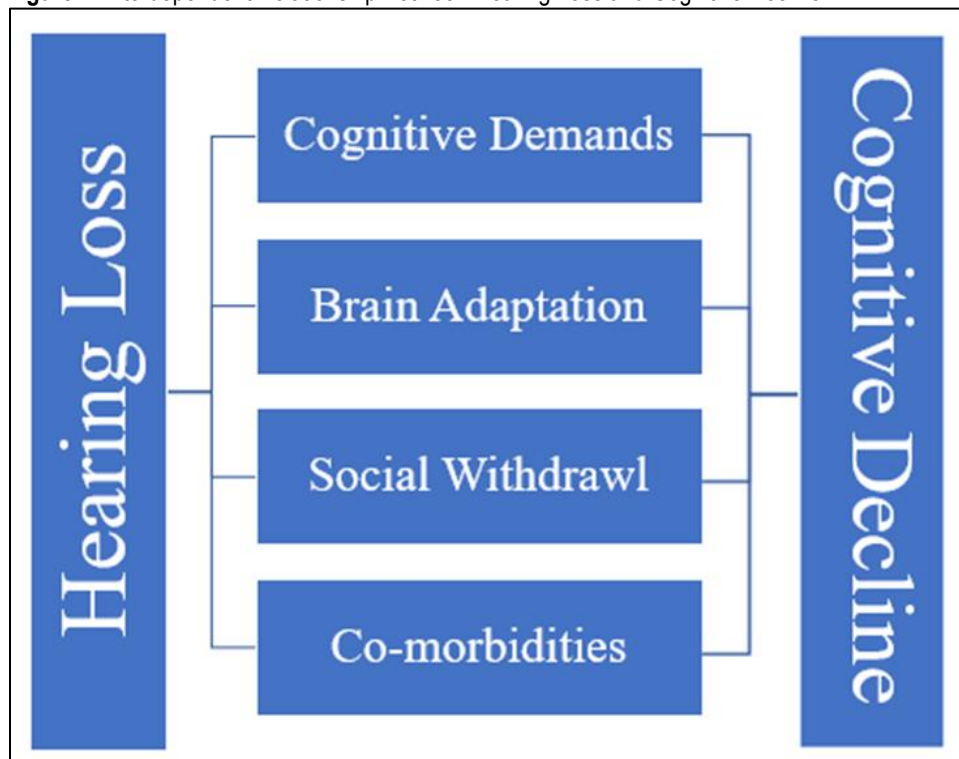 Hearing Loss
Cognitive Demands
Brain Adaptation
Social Withdrawl
Co-morbidities
Cognitive Decline